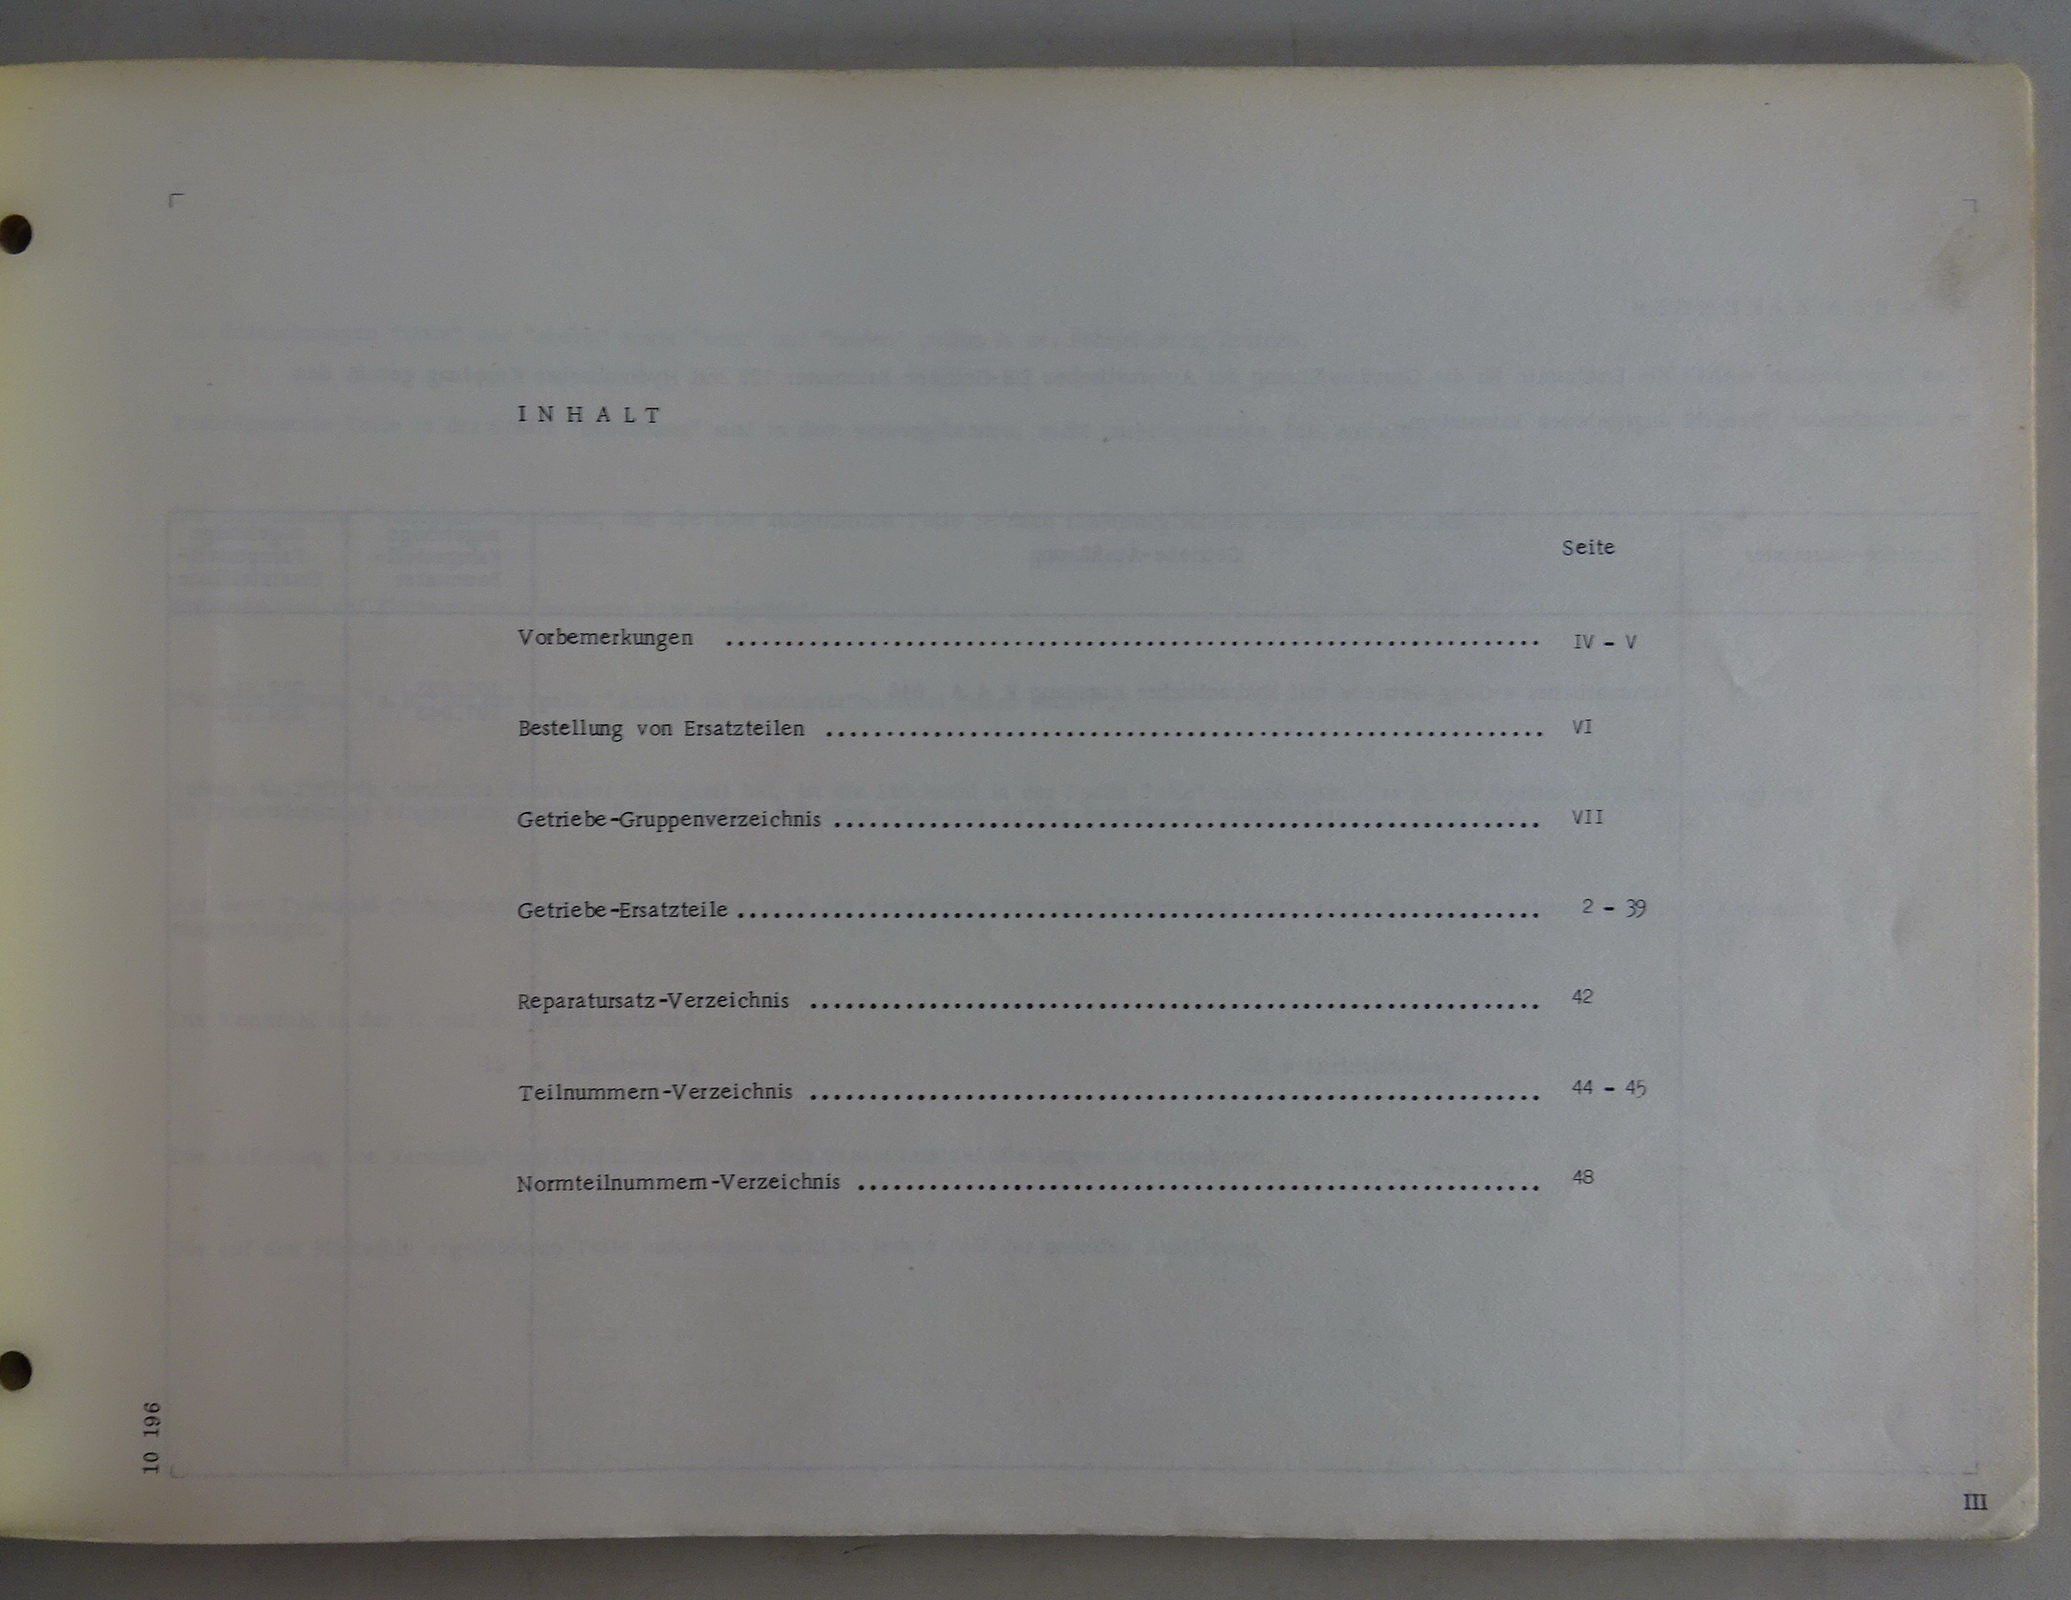 INHALT
Seite
Vorbemerkungen ........ IV - V
Bestellung von Ersatzteilen ........ VI
Getriebe-Gruppenverzeichnis ........ VII
Getriebe-Ersatzteile ........ 2 - 39
Reparatursatz-Verzeichnis ........ 42
Teilnummern-Verzeichnis ........ 44 - 45
Normteilnummern-Verzeichnis ........ 48
10 196
III